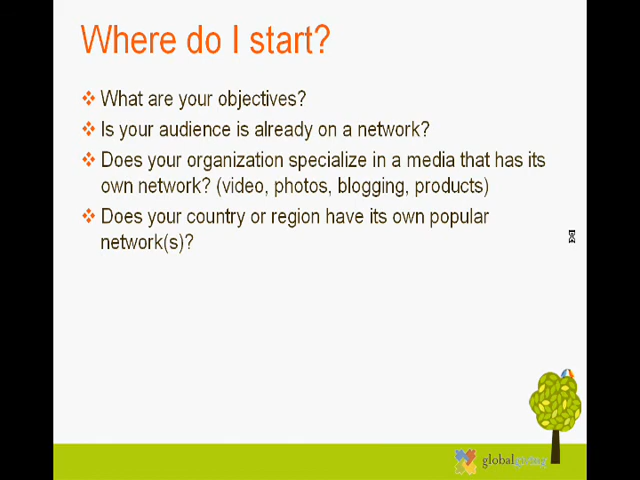 Where do I start?
What are your objectives?
Is your audience is already on a network?
Does your organization specialize in a media that has its
own network? (video, photos, blogging, products)
Does your country or region have its own popular
network(s)?
globalgiving